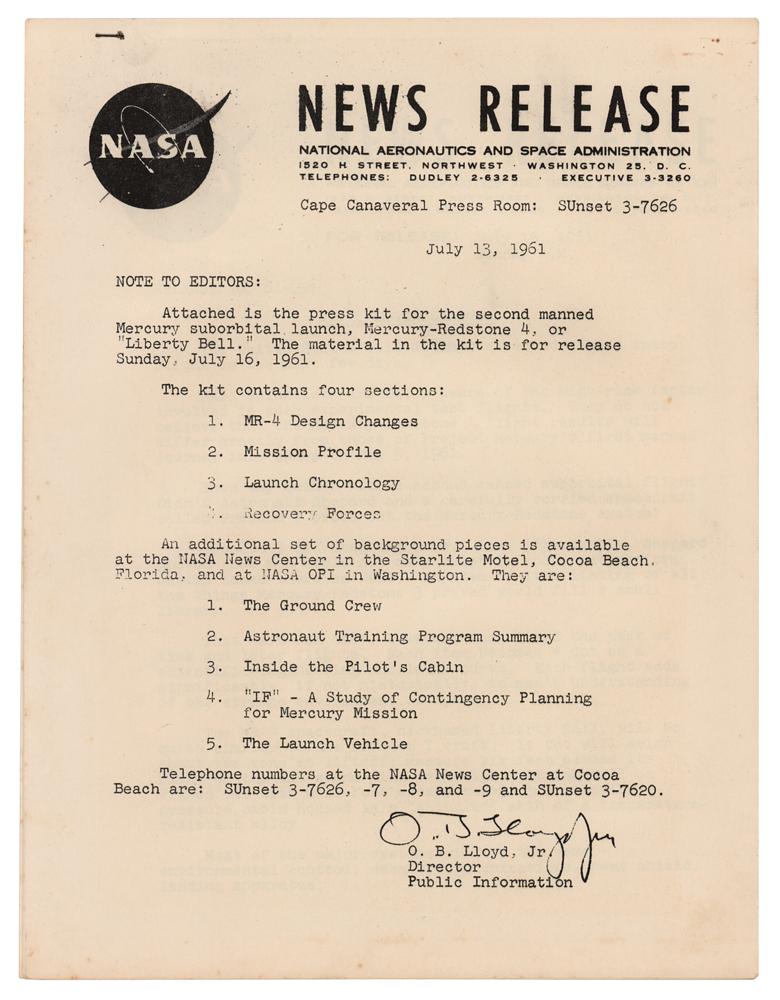 NASA
NEWS RELEASE
NATIONAL AERONAUTICS AND SPACE ADMINISTRATION
1520 H STREET, NORTHWEST · WASHINGTON 25, D. C.
TELEPHONES: DUDLEY 2-6325 · EXECUTIVE 3-3260
Cape Canaveral Press Room: SUnset 3-7626
July 13, 1961
NOTE TO EDITORS:
Attached is the press kit for the second manned
Mercury suborbital launch, Mercury-Redstone 4, or
"Liberty Bell." The material in the kit is for release
Sunday, July 16, 1961.
The kit contains four sections:
1. MR-4 Design Changes
2. Mission Profile
3. Launch Chronology
4. Recovery Forces
An additional set of background pieces is available
at the NASA News Center in the Starlite Motel, Cocoa Beach,
Florida, and at NASA OPI in Washington. They are:
1. The Ground Crew
2. Astronaut Training Program Summary
3. Inside the Pilot's Cabin
4. "IF" - A Study of Contingency Planning
for Mercury Mission
5. The Launch Vehicle
Telephone numbers at the NASA News Center at Cocoa
Beach are: SUnset 3-7626, -7, -8, and -9 and SUnset 3-7620.
O. B. Lloyd Jr
O. B. Lloyd, Jr
Director
Public Information